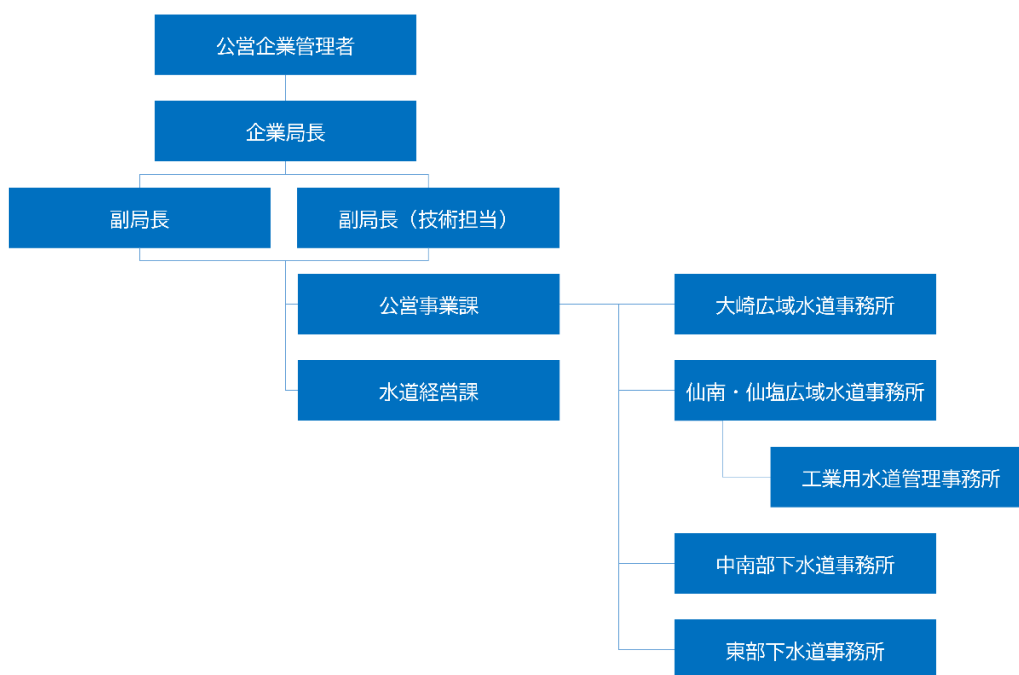 公営企業管理者
企業局長
副局長
副局長（技術担当）
公営事業課
大崎広域水道事務所
水道経営課
仙南・仙塩広域水道事務所
工業用水道管理事務所
中南部下水道事務所
東部下水道事務所